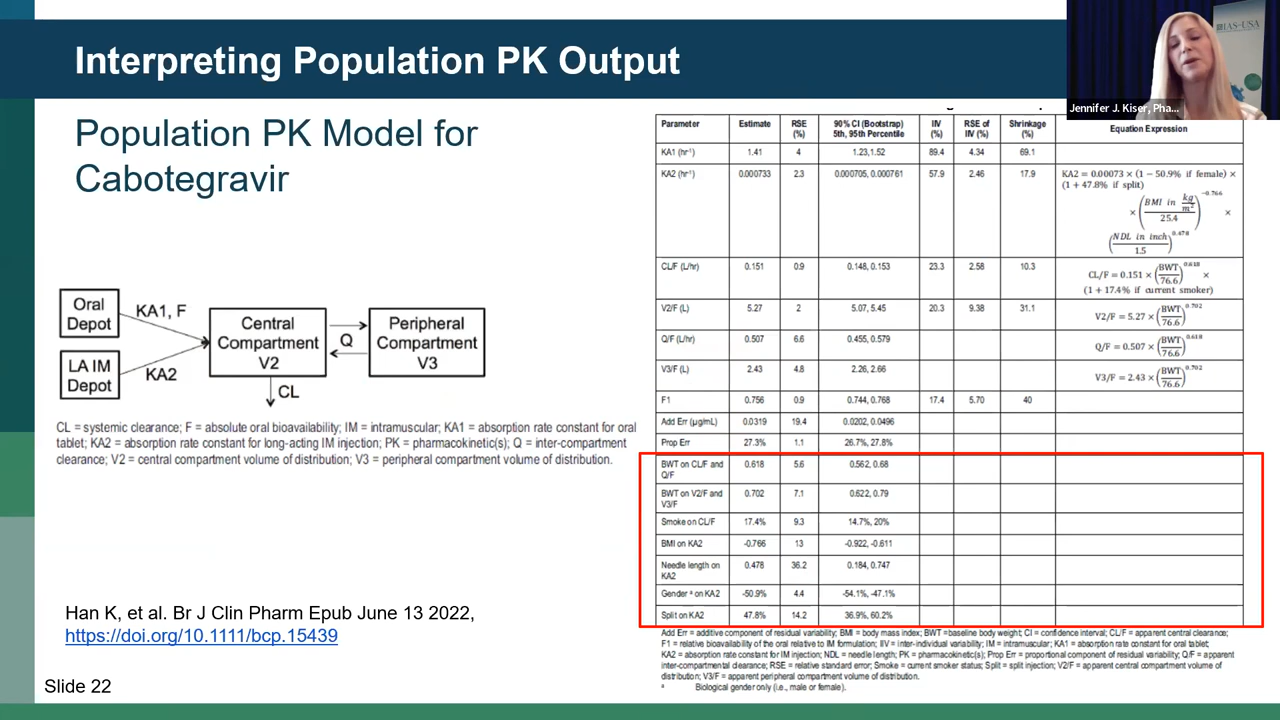 Interpreting Population PK Output
IAS-USA
Jennifer J. Kiser, Pha...
Population PK Model for
Cabotegravir
Oral
Depot
KA1, F
LA IM
Depot
KA2
Central
Compartment
V2
Q
Peripheral
Compartment
V3
CL
CL = systemic clearance; F = absolute oral bioavailability; IM = intramuscular; KA1 = absorption rate constant for oral
tablet; KA2 = absorption rate constant for long-acting IM injection; PK = pharmacokinetic(s); Q = inter-compartment
clearance; V2 = central compartment volume of distribution; V3 = peripheral compartment volume of distribution.
Han K, et al. Br J Clin Pharm Epub June 13 2022,
https://doi.org/10.1111/bcp.15439
Slide 22
Parameter Estimate RSE (%) 90% CI (Bootstrap) 5th, 95th Percentile IIV (%) RSE of IIV (%) Shrinkage (%) Equation Expression
KA1 (hr⁻¹) 1.41 4 1.23,1.52 89.4 4.34 69.1
KA2 (hr⁻¹) 0.000733 2.3 0.000705, 0.000761 57.9 2.46 17.9 KA2 = 0.00073 × (1 − 50.9% if female) ×
(1 + 47.8% if split)
× (BMI in kg/m² / 25.4)^−0.766 ×
(NDL in inch / 1.5)^0.478
CL/F (L/hr) 0.151 0.9 0.148, 0.153 23.3 2.58 10.3 CL/F = 0.151 × (BWT/76.6)^0.618 ×
(1 + 17.4% if current smoker)
V2/F (L) 5.27 2 5.07, 5.45 20.3 9.38 31.1 V2/F = 5.27 × (BWT/76.6)^0.702
Q/F (L/hr) 0.507 6.6 0.455, 0.579 Q/F = 0.507 × (BWT/76.6)^0.618
V3/F (L) 2.43 4.8 2.26, 2.66 V3/F = 2.43 × (BWT/76.6)^0.702
F1 0.756 0.9 0.744, 0.768 17.4 5.70 40
Add Err (µg/mL) 0.0319 19.4 0.0202, 0.0496
Prop Err 27.3% 1.1 26.7%, 27.8%
BWT on CL/F and Q/F 0.618 5.6 0.562, 0.68
BWT on V2/F and V3/F 0.702 7.1 0.622, 0.79
Smoke on CL/F 17.4% 9.3 14.7%, 20%
BMI on KA2 -0.766 13 -0.922, -0.611
Needle length on KA2 0.478 36.2 0.184, 0.747
Gender ᵃ on KA2 -50.9% 4.4 -54.1%, -47.1%
Split on KA2 47.8% 14.2 36.9%, 60.2%
Add Err = additive component of residual variability; BMI = body mass index; BWT =baseline body weight; CI = confidence interval; CL/F = apparent central clearance;
F1 = relative bioavailability of the oral relative to IM formulation; IIV = inter-individual variability; IM = intramuscular; KA1 = absorption rate constant for oral tablet;
KA2 = absorption rate constant for IM injection; NDL = needle length; PK = pharmacokinetic(s); Prop Err = proportional component of residual variability; Q/F = apparent
inter-compartmental clearance; RSE = relative standard error; Smoke = current smoker status; Split = split injection; V2/F = apparent central compartment volume of
distribution; V3/F = apparent peripheral compartment volume of distribution.
ᵃ Biological gender only (i.e., male or female).